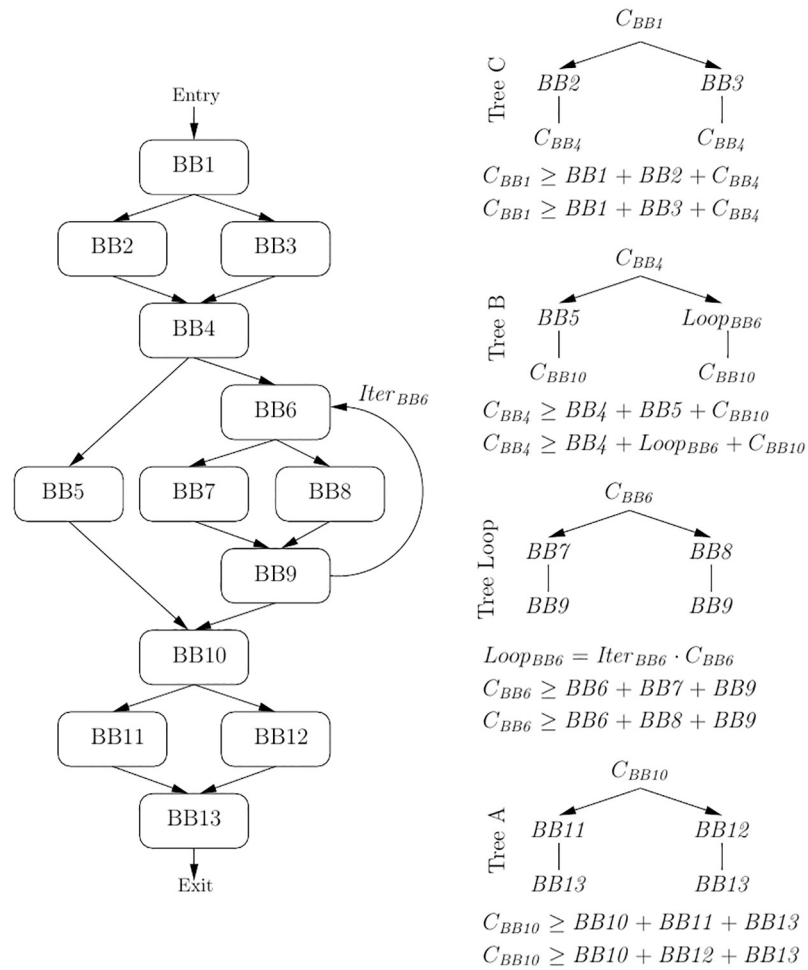 Entry
BB1
BB2 BB3
BB4
BB6
Iter_BB6
BB5 BB7 BB8
BB9
BB10
BB11 BB12
BB13
Exit
Tree C
C_BB1
BB2 BB3
C_BB4 C_BB4
C_BB1 ≥ BB1 + BB2 + C_BB4
C_BB1 ≥ BB1 + BB3 + C_BB4
Tree B
C_BB4
BB5 Loop_BB6
C_BB10 C_BB10
C_BB4 ≥ BB4 + BB5 + C_BB10
C_BB4 ≥ BB4 + Loop_BB6 + C_BB10
Tree Loop
C_BB6
BB7 BB8
BB9 BB9
Loop_BB6 = Iter_BB6 · C_BB6
C_BB6 ≥ BB6 + BB7 + BB9
C_BB6 ≥ BB6 + BB8 + BB9
Tree A
C_BB10
BB11 BB12
BB13 BB13
C_BB10 ≥ BB10 + BB11 + BB13
C_BB10 ≥ BB10 + BB12 + BB13